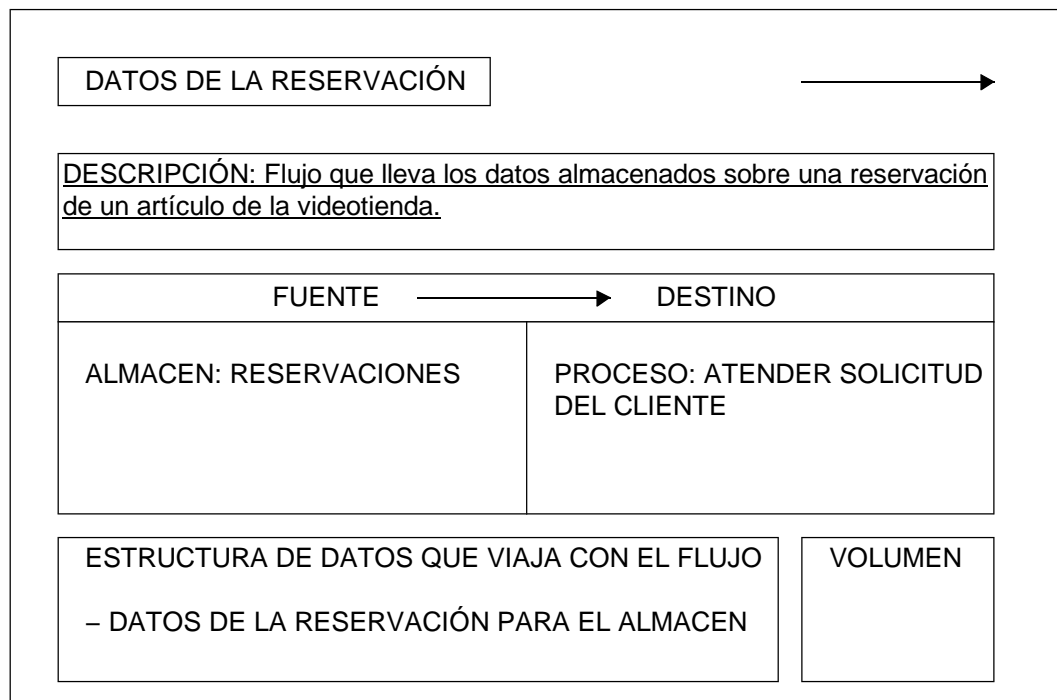 DATOS DE LA RESERVACIÓN
DESCRIPCIÓN: Flujo que lleva los datos almacenados sobre una reservación
de un artículo de la videotienda.
FUENTE
DESTINO
ALMACEN: RESERVACIONES
PROCESO: ATENDER SOLICITUD
DEL CLIENTE
ESTRUCTURA DE DATOS QUE VIAJA CON EL FLUJO
– DATOS DE LA RESERVACIÓN PARA EL ALMACEN
VOLUMEN